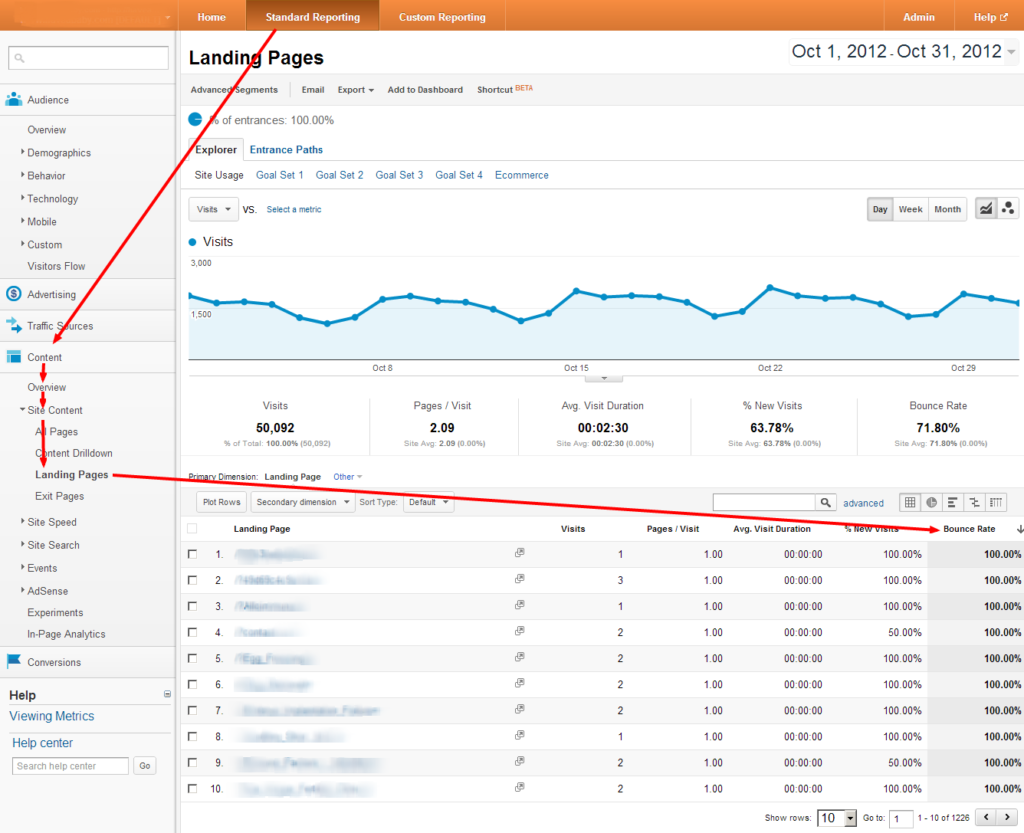 Home Standard Reporting Custom Reporting Admin Help
Landing Pages
Oct 1, 2012 - Oct 31, 2012
Advanced Segments Email Export Add to Dashboard Shortcut BETA
Audience
% of entrances: 100.00%
Overview
Demographics
Behavior
Technology
Mobile
Custom
Visitors Flow
Explorer Entrance Paths
Site Usage Goal Set 1 Goal Set 2 Goal Set 3 Goal Set 4 Ecommerce
Visits VS. Select a metric
Day Week Month
Visits
3,000
1,500
Oct 8 Oct 15 Oct 22 Oct 29
Advertising
Traffic Sources
Content
Overview
Site Content
All Pages
Content Drilldown
Landing Pages
Exit Pages
Site Speed
Site Search
Events
AdSense
Experiments
In-Page Analytics
Conversions
Help
Viewing Metrics
Help center
Search help center Go
Visits
50,092
% of Total: 100.00% (50,092)
Pages / Visit
2.09
Site Avg: 2.09 (0.00%)
Avg. Visit Duration
00:02:30
Site Avg: 00:02:30 (0.00%)
% New Visits
63.78%
Site Avg: 63.78% (0.00%)
Bounce Rate
71.80%
Site Avg: 71.80% (0.00%)
Primary Dimension: Landing Page Other
Plot Rows Secondary dimension Sort Type: Default advanced
Landing Page Visits Pages / Visit Avg. Visit Duration % New Visits Bounce Rate
1. 1 1.00 00:00:00 100.00% 100.00%
2. 3 1.00 00:00:00 100.00% 100.00%
3. 1 1.00 00:00:00 100.00% 100.00%
4. 2 1.00 00:00:00 50.00% 100.00%
5. 2 1.00 00:00:00 100.00% 100.00%
6. 2 1.00 00:00:00 100.00% 100.00%
7. 2 1.00 00:00:00 100.00% 100.00%
8. 1 1.00 00:00:00 100.00% 100.00%
9. 2 1.00 00:00:00 50.00% 100.00%
10. 2 1.00 00:00:00 100.00% 100.00%
Show rows: 10 Go to: 1 1 - 10 of 1226